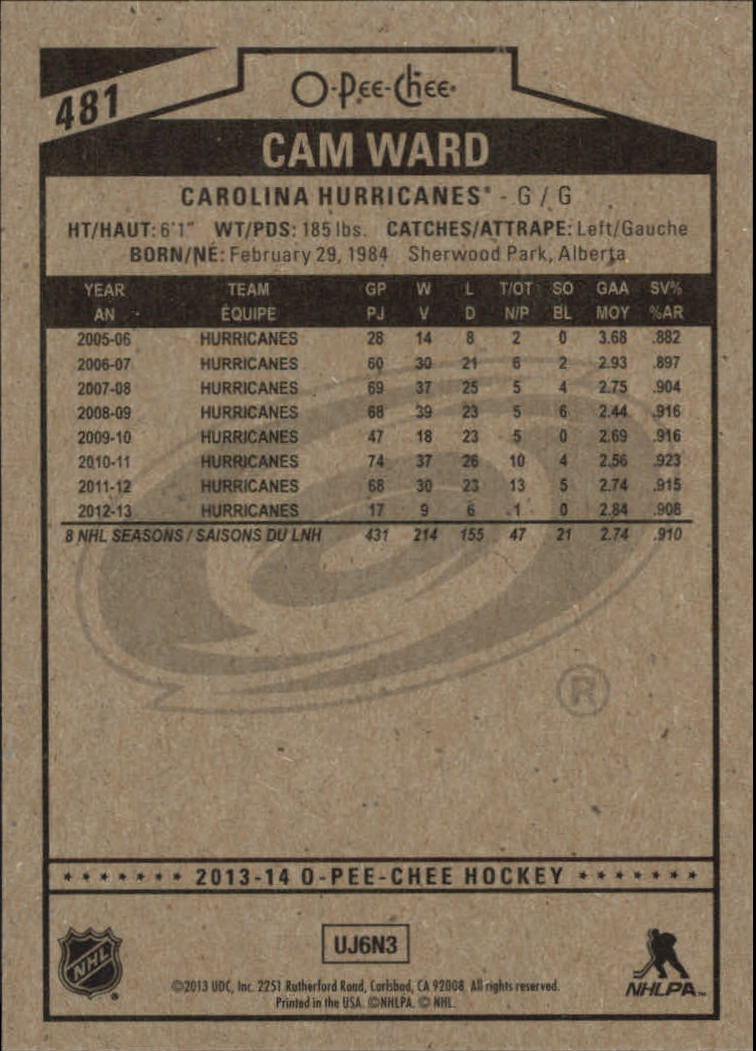 481
O-Pee-Chee
CAM WARD
CAROLINA HURRICANES® - G / G
HT/HAUT: 6'1" WT/PDS: 185 lbs. CATCHES/ATTRAPE: Left/Gauche
BORN/NÉ: February 29, 1984 Sherwood Park, Alberta
YEAR TEAM GP W L T/OT SO GAA SV%
AN ÉQUIPE PJ V D N/P BL MOY %AR
2005-06 HURRICANES 28 14 8 2 0 3.68 .882
2006-07 HURRICANES 60 30 21 6 2 2.93 .897
2007-08 HURRICANES 69 37 25 5 4 2.75 .904
2008-09 HURRICANES 68 39 23 5 6 2.44 .916
2009-10 HURRICANES 47 18 23 5 0 2.69 .916
2010-11 HURRICANES 74 37 26 10 4 2.56 .923
2011-12 HURRICANES 68 30 23 13 5 2.74 .915
2012-13 HURRICANES 17 9 6 1 0 2.84 .908
8 NHL SEASONS / SAISONS DU LNH 431 214 155 47 21 2.74 .910
®
★ ★ ★ ★ ★ ★ ★ 2013-14 O-PEE-CHEE HOCKEY ★ ★ ★ ★ ★ ★ ★
NHL ®
UJ6N3
NHLPA™
©2013 UDC, Inc. 2251 Rutherford Road, Carlsbad, CA 92008. All rights reserved.
Printed in the USA. ©NHLPA. © NHL.